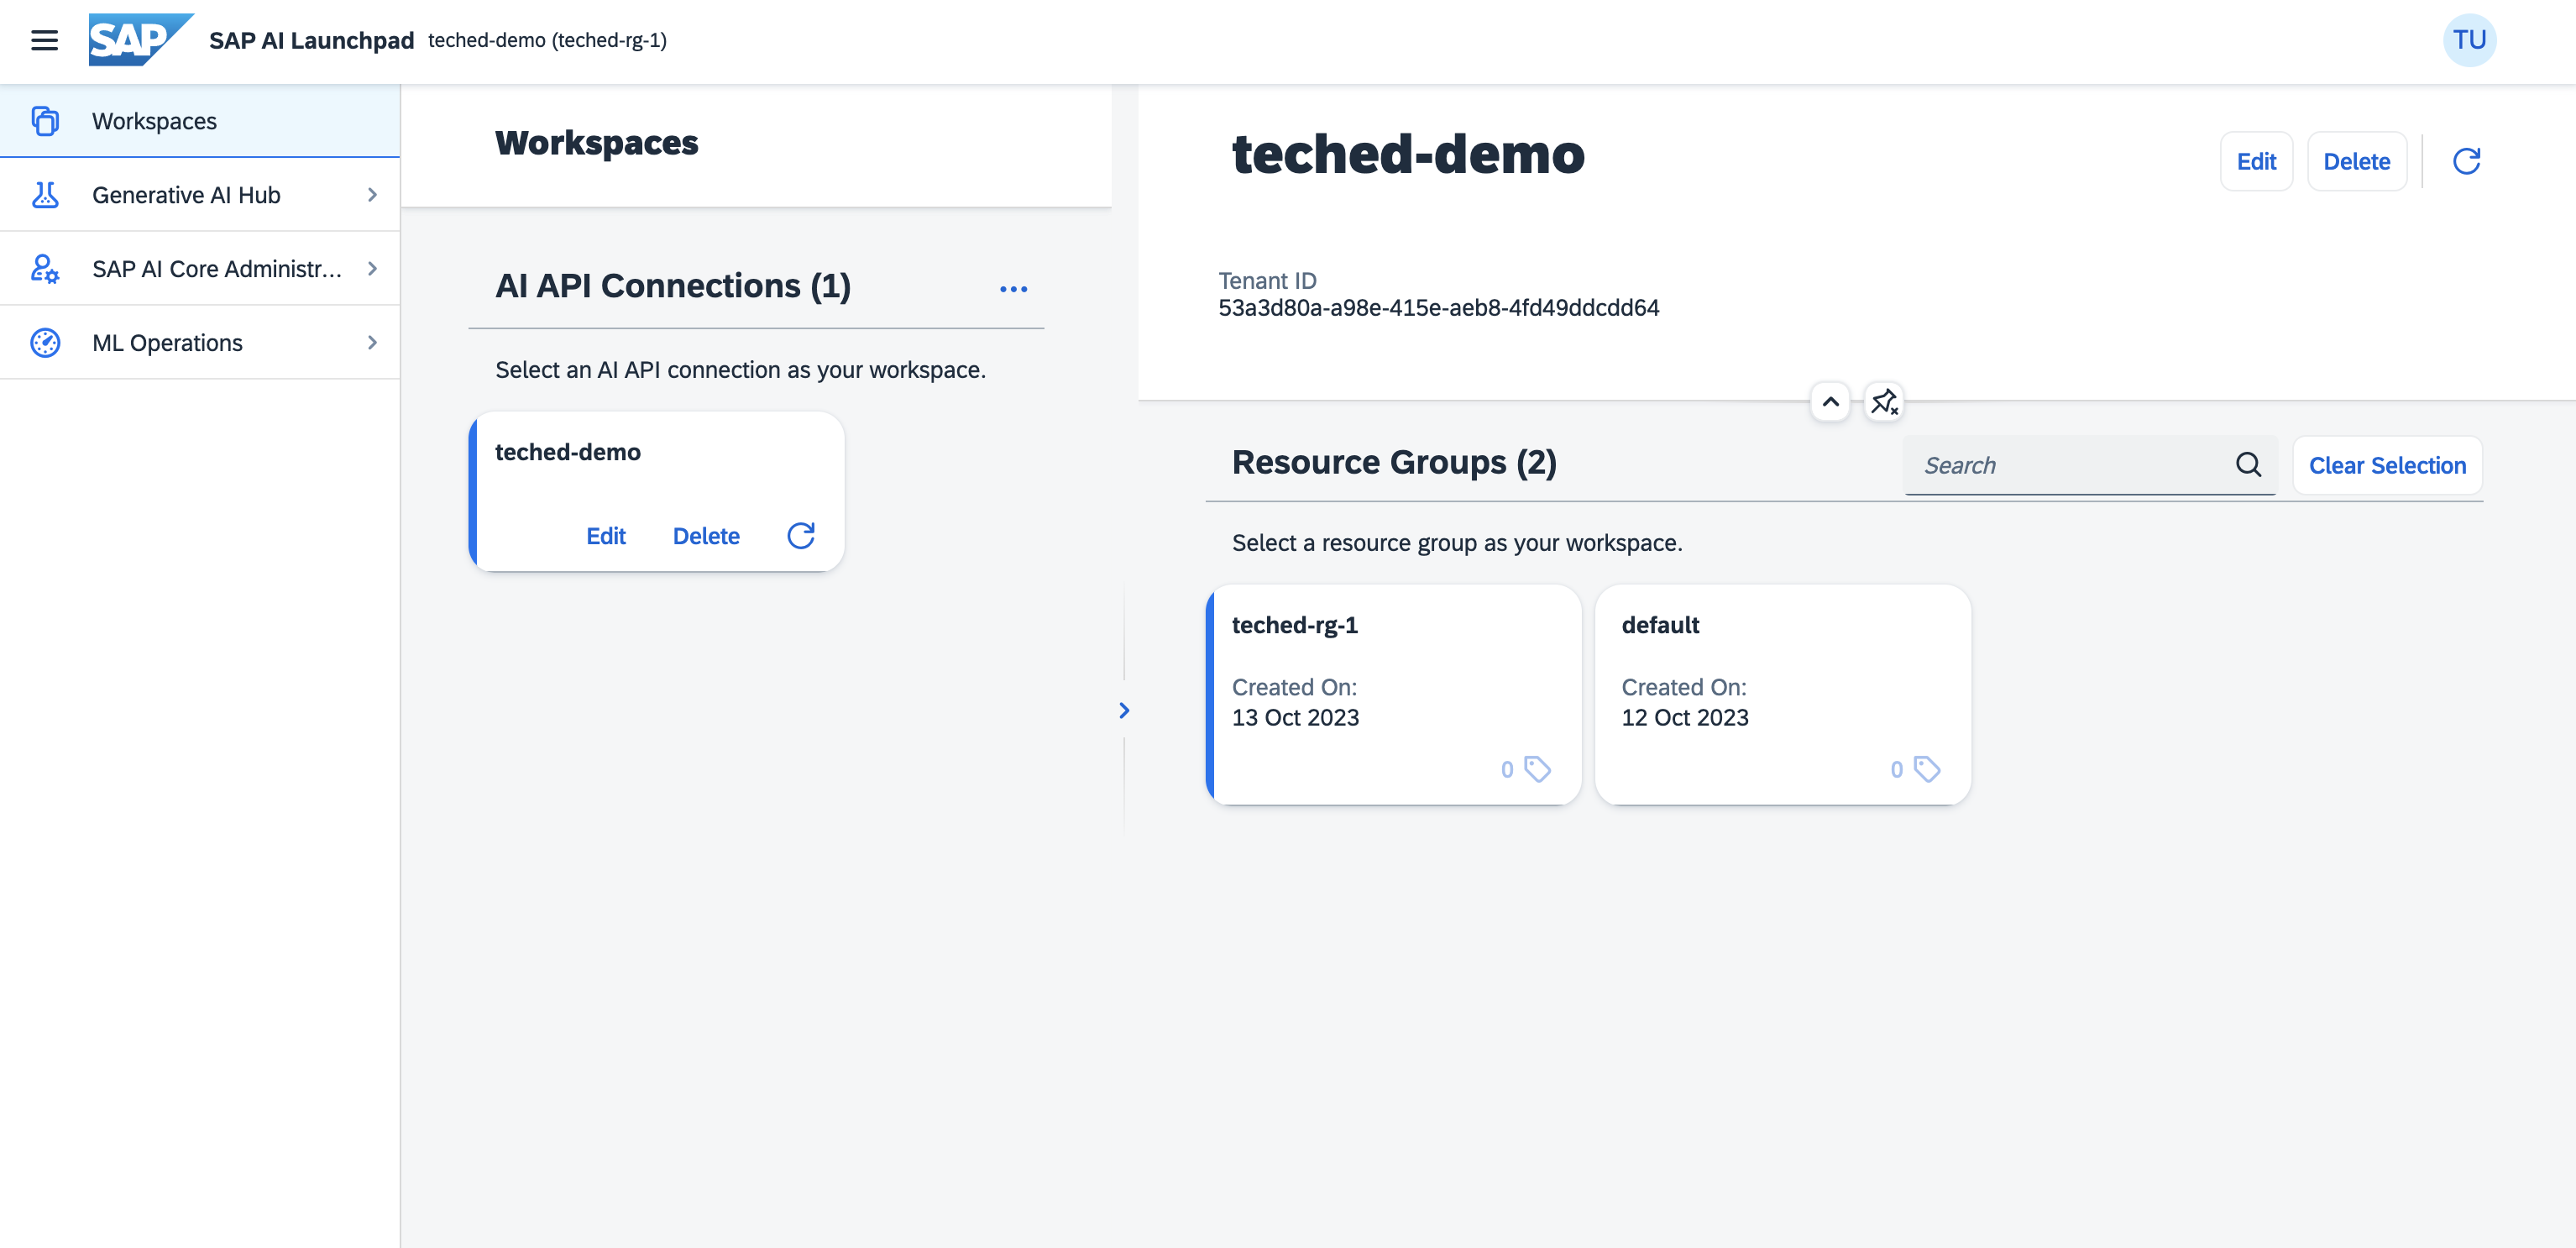 SAP SAP AI Launchpad teched-demo (teched-rg-1) TU
Workspaces
Generative AI Hub
SAP AI Core Administr...
ML Operations
Workspaces
AI API Connections (1)
Select an AI API connection as your workspace.
teched-demo
Edit Delete
teched-demo
Edit Delete
Tenant ID
53a3d80a-a98e-415e-aeb8-4fd49ddcdd64
Resource Groups (2)
Search
Clear Selection
Select a resource group as your workspace.
teched-rg-1
Created On:
13 Oct 2023
0
default
Created On:
12 Oct 2023
0